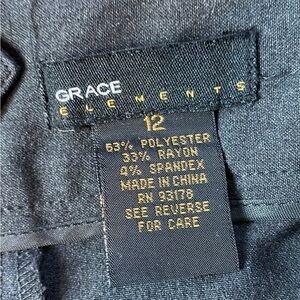 GRACE
ELEMENTS
12
63% POLYESTER
33% RAYON
4% SPANDEX
MADE IN CHINA
RN 93178
SEE REVERSE
FOR CARE